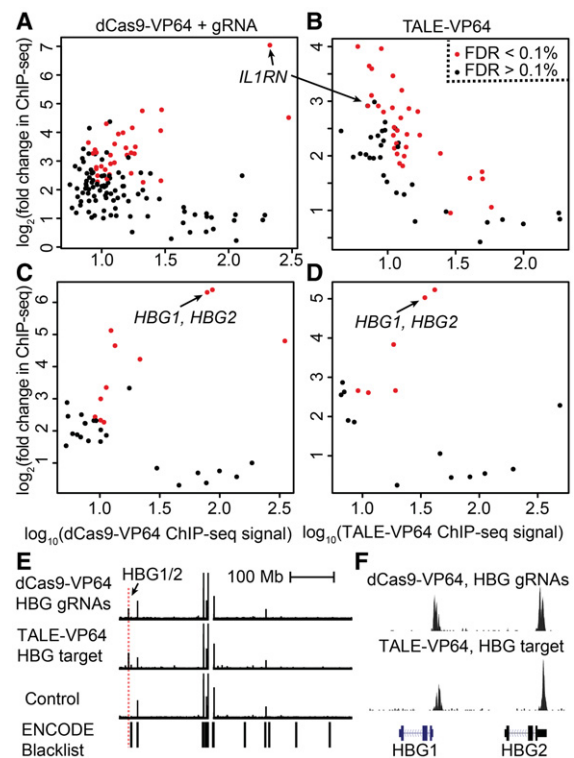 A
dCas9-VP64 + gRNA
log2(fold change in ChIP-seq)
7
6
5
4
3
2
1
0
1.0
1.5
2.0
2.5
IL1RN
B
TALE-VP64
FDR < 0.1%
FDR > 0.1%
4
3
2
1
1.0
1.5
2.0
C
log2(fold change in ChIP-seq)
6
5
4
3
2
1
HBG1, HBG2
1.0
1.5
2.0
2.5
log10(dCas9-VP64 ChIP-seq signal)
D
5
4
3
2
1
HBG1, HBG2
1.0
1.5
2.0
2.5
log10(TALE-VP64 ChIP-seq signal)
E
HBG1/2
100 Mb
dCas9-VP64
HBG gRNAs
TALE-VP64
HBG target
Control
ENCODE
Blacklist
F
dCas9-VP64, HBG gRNAs
TALE-VP64, HBG target
HBG1
HBG2